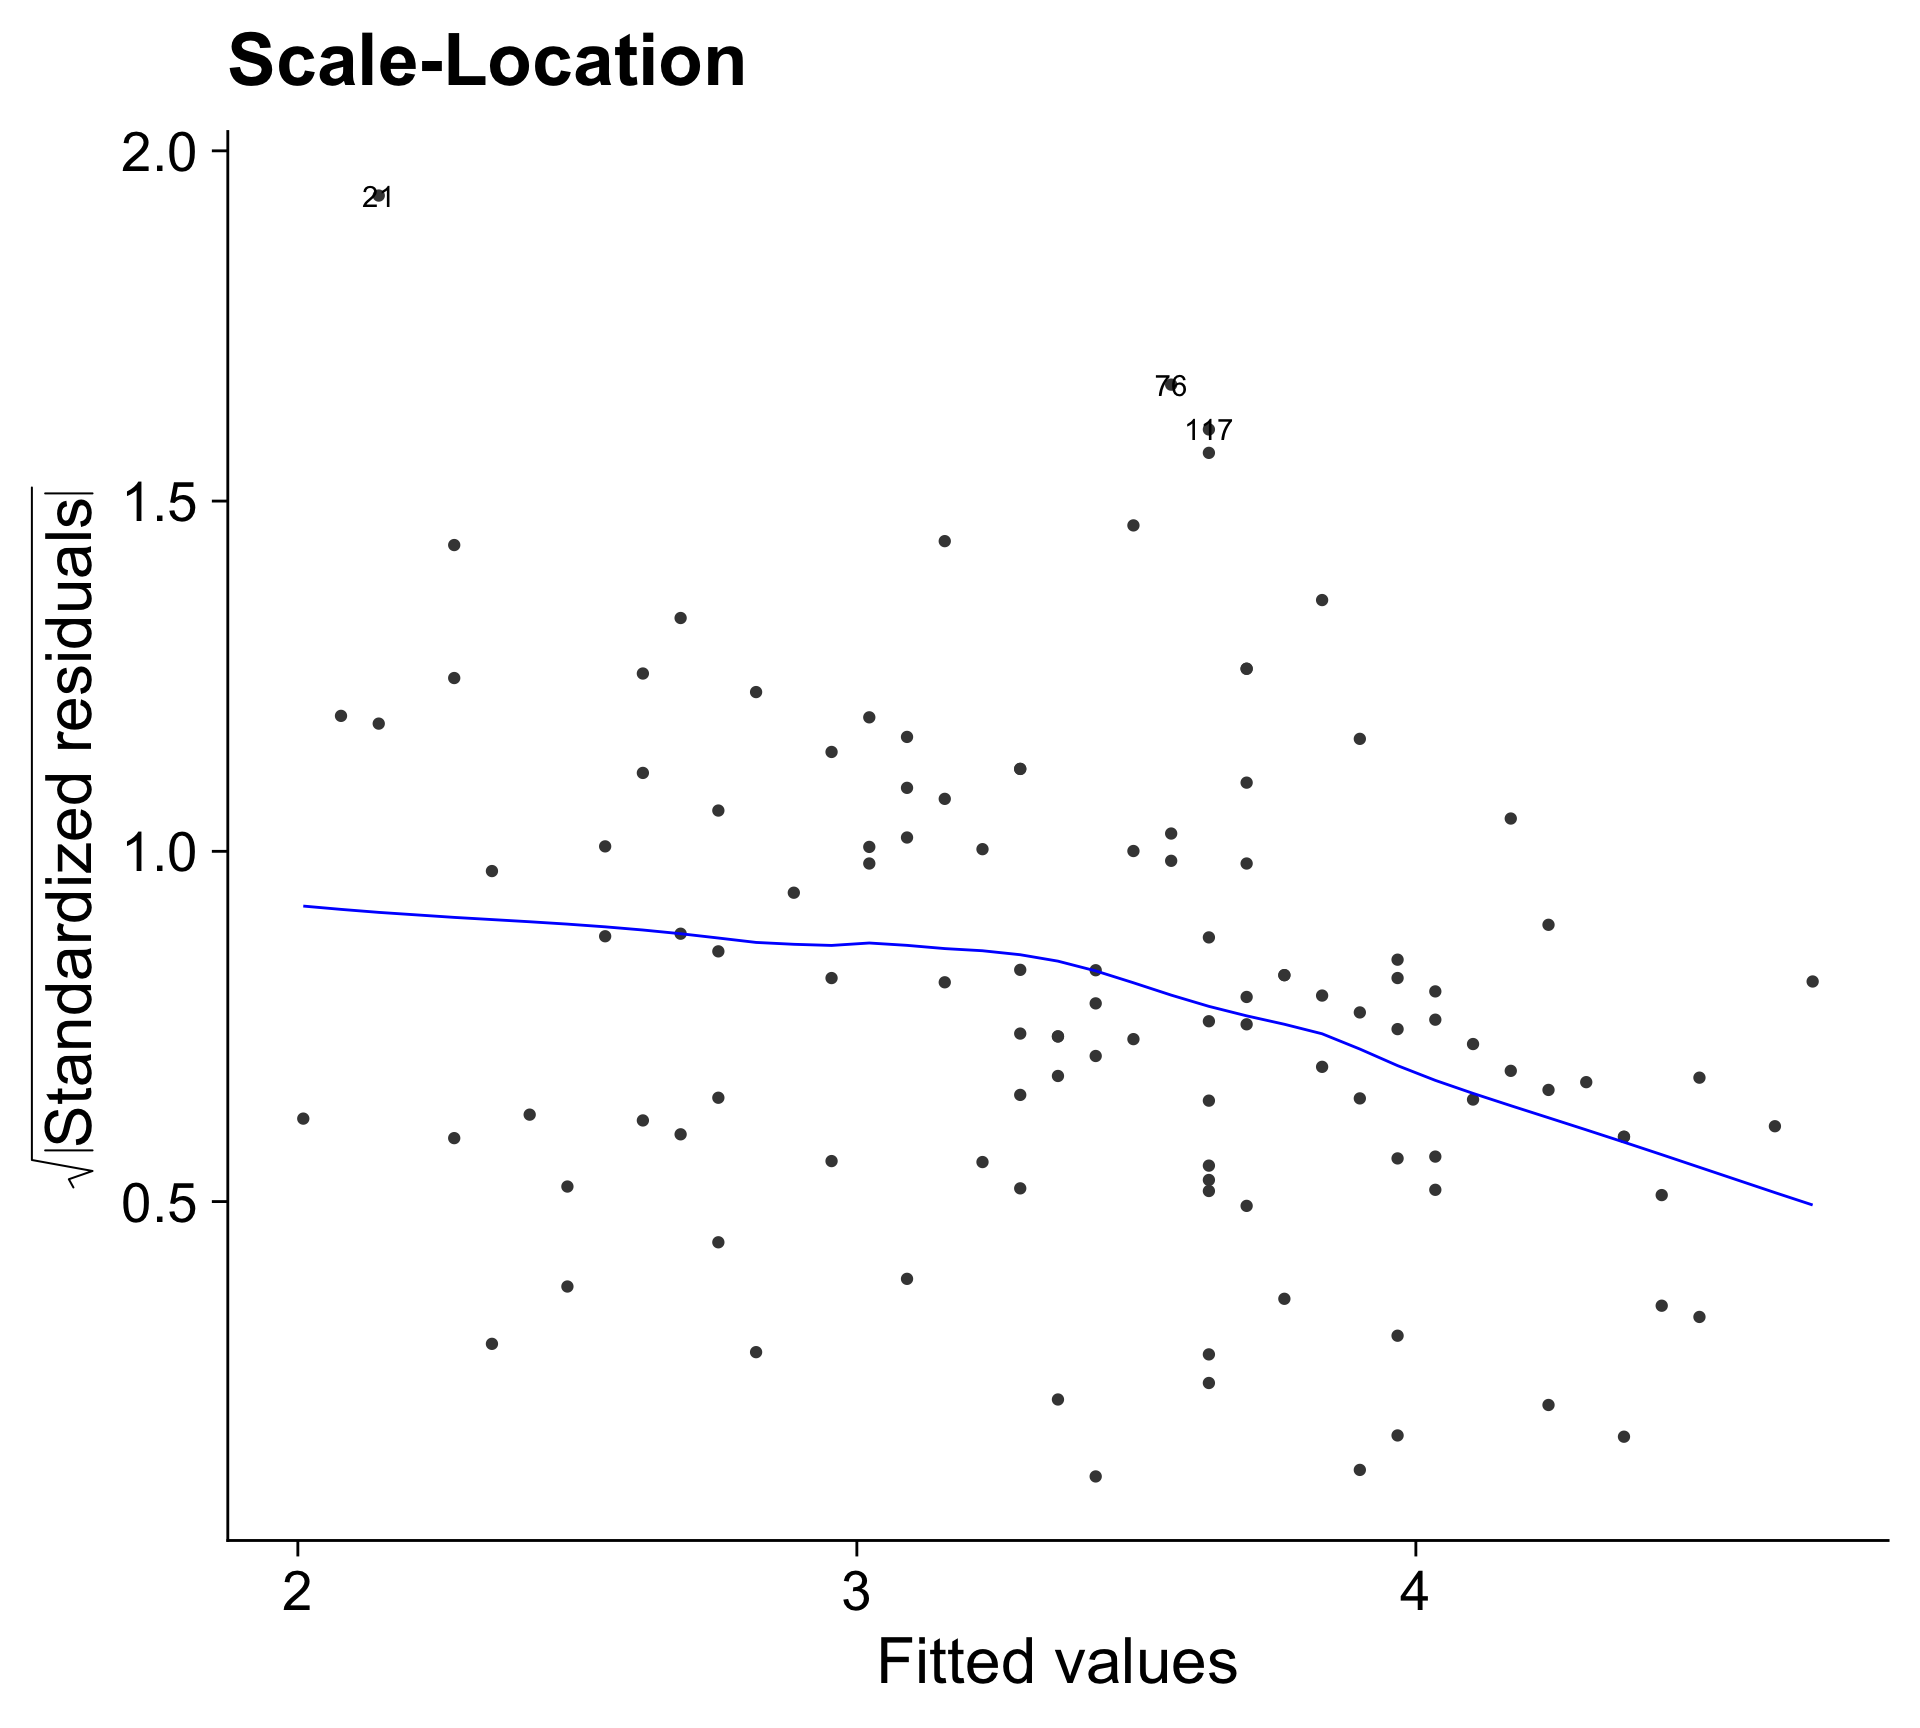 Scale-Location
2.0
21
76
117
1.5
1.0
0.5
√|Standardized residuals|
2 3 4
Fitted values